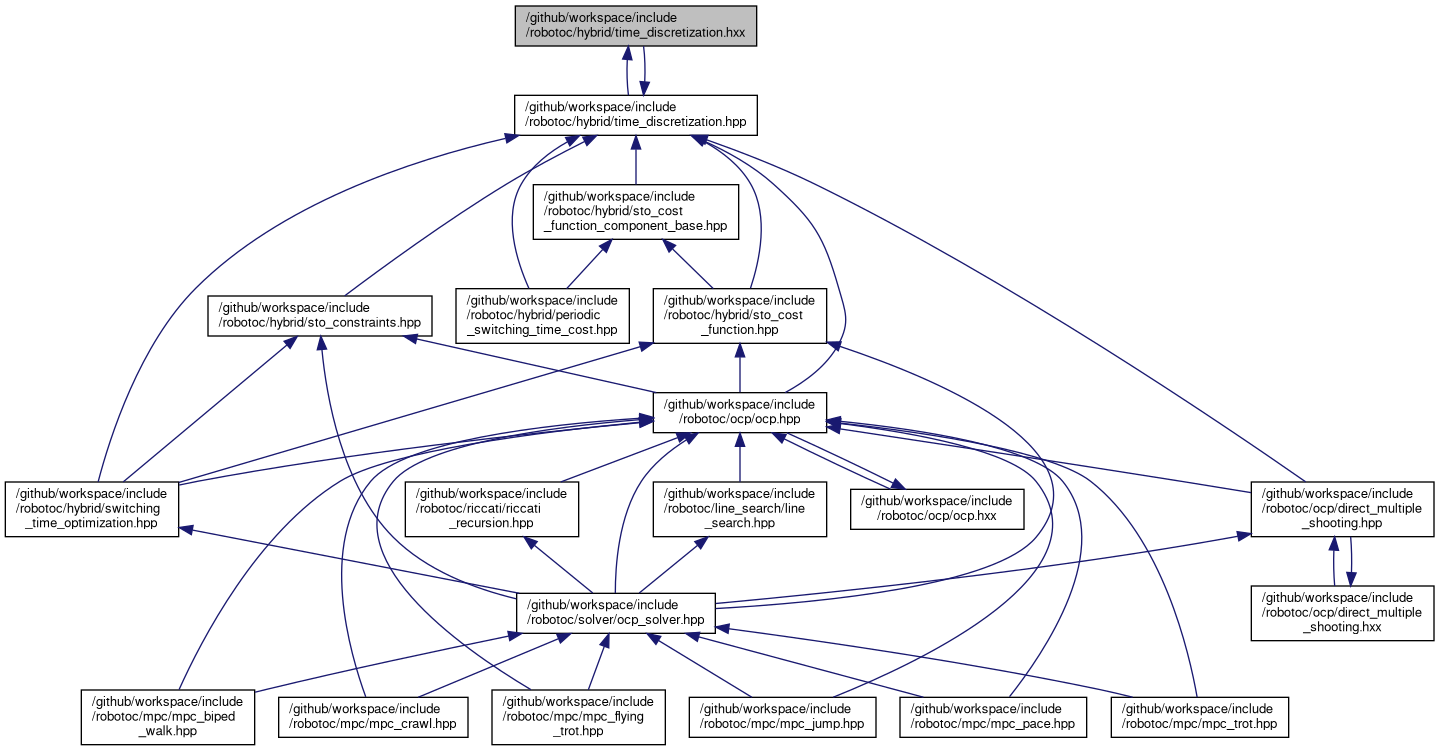 /github/workspace/include
/robotoc/hybrid/time_discretization.hxx
/github/workspace/include
/robotoc/hybrid/time_discretization.hpp
/github/workspace/include
/robotoc/hybrid/sto_cost
_function_component_base.hpp
/github/workspace/include
/robotoc/hybrid/sto_constraints.hpp
/github/workspace/include
/robotoc/hybrid/periodic
_switching_time_cost.hpp
/github/workspace/include
/robotoc/hybrid/sto_cost
_function.hpp
/github/workspace/include
/robotoc/ocp/ocp.hpp
/github/workspace/include
/robotoc/hybrid/switching
_time_optimization.hpp
/github/workspace/include
/robotoc/riccati/riccati
_recursion.hpp
/github/workspace/include
/robotoc/line_search/line
_search.hpp
/github/workspace/include
/robotoc/ocp/ocp.hxx
/github/workspace/include
/robotoc/ocp/direct_multiple
_shooting.hpp
/github/workspace/include
/robotoc/solver/ocp_solver.hpp
/github/workspace/include
/robotoc/ocp/direct_multiple
_shooting.hxx
/github/workspace/include
/robotoc/mpc/mpc_biped
_walk.hpp
/github/workspace/include
/robotoc/mpc/mpc_crawl.hpp
/github/workspace/include
/robotoc/mpc/mpc_flying
_trot.hpp
/github/workspace/include
/robotoc/mpc/mpc_jump.hpp
/github/workspace/include
/robotoc/mpc/mpc_pace.hpp
/github/workspace/include
/robotoc/mpc/mpc_trot.hpp